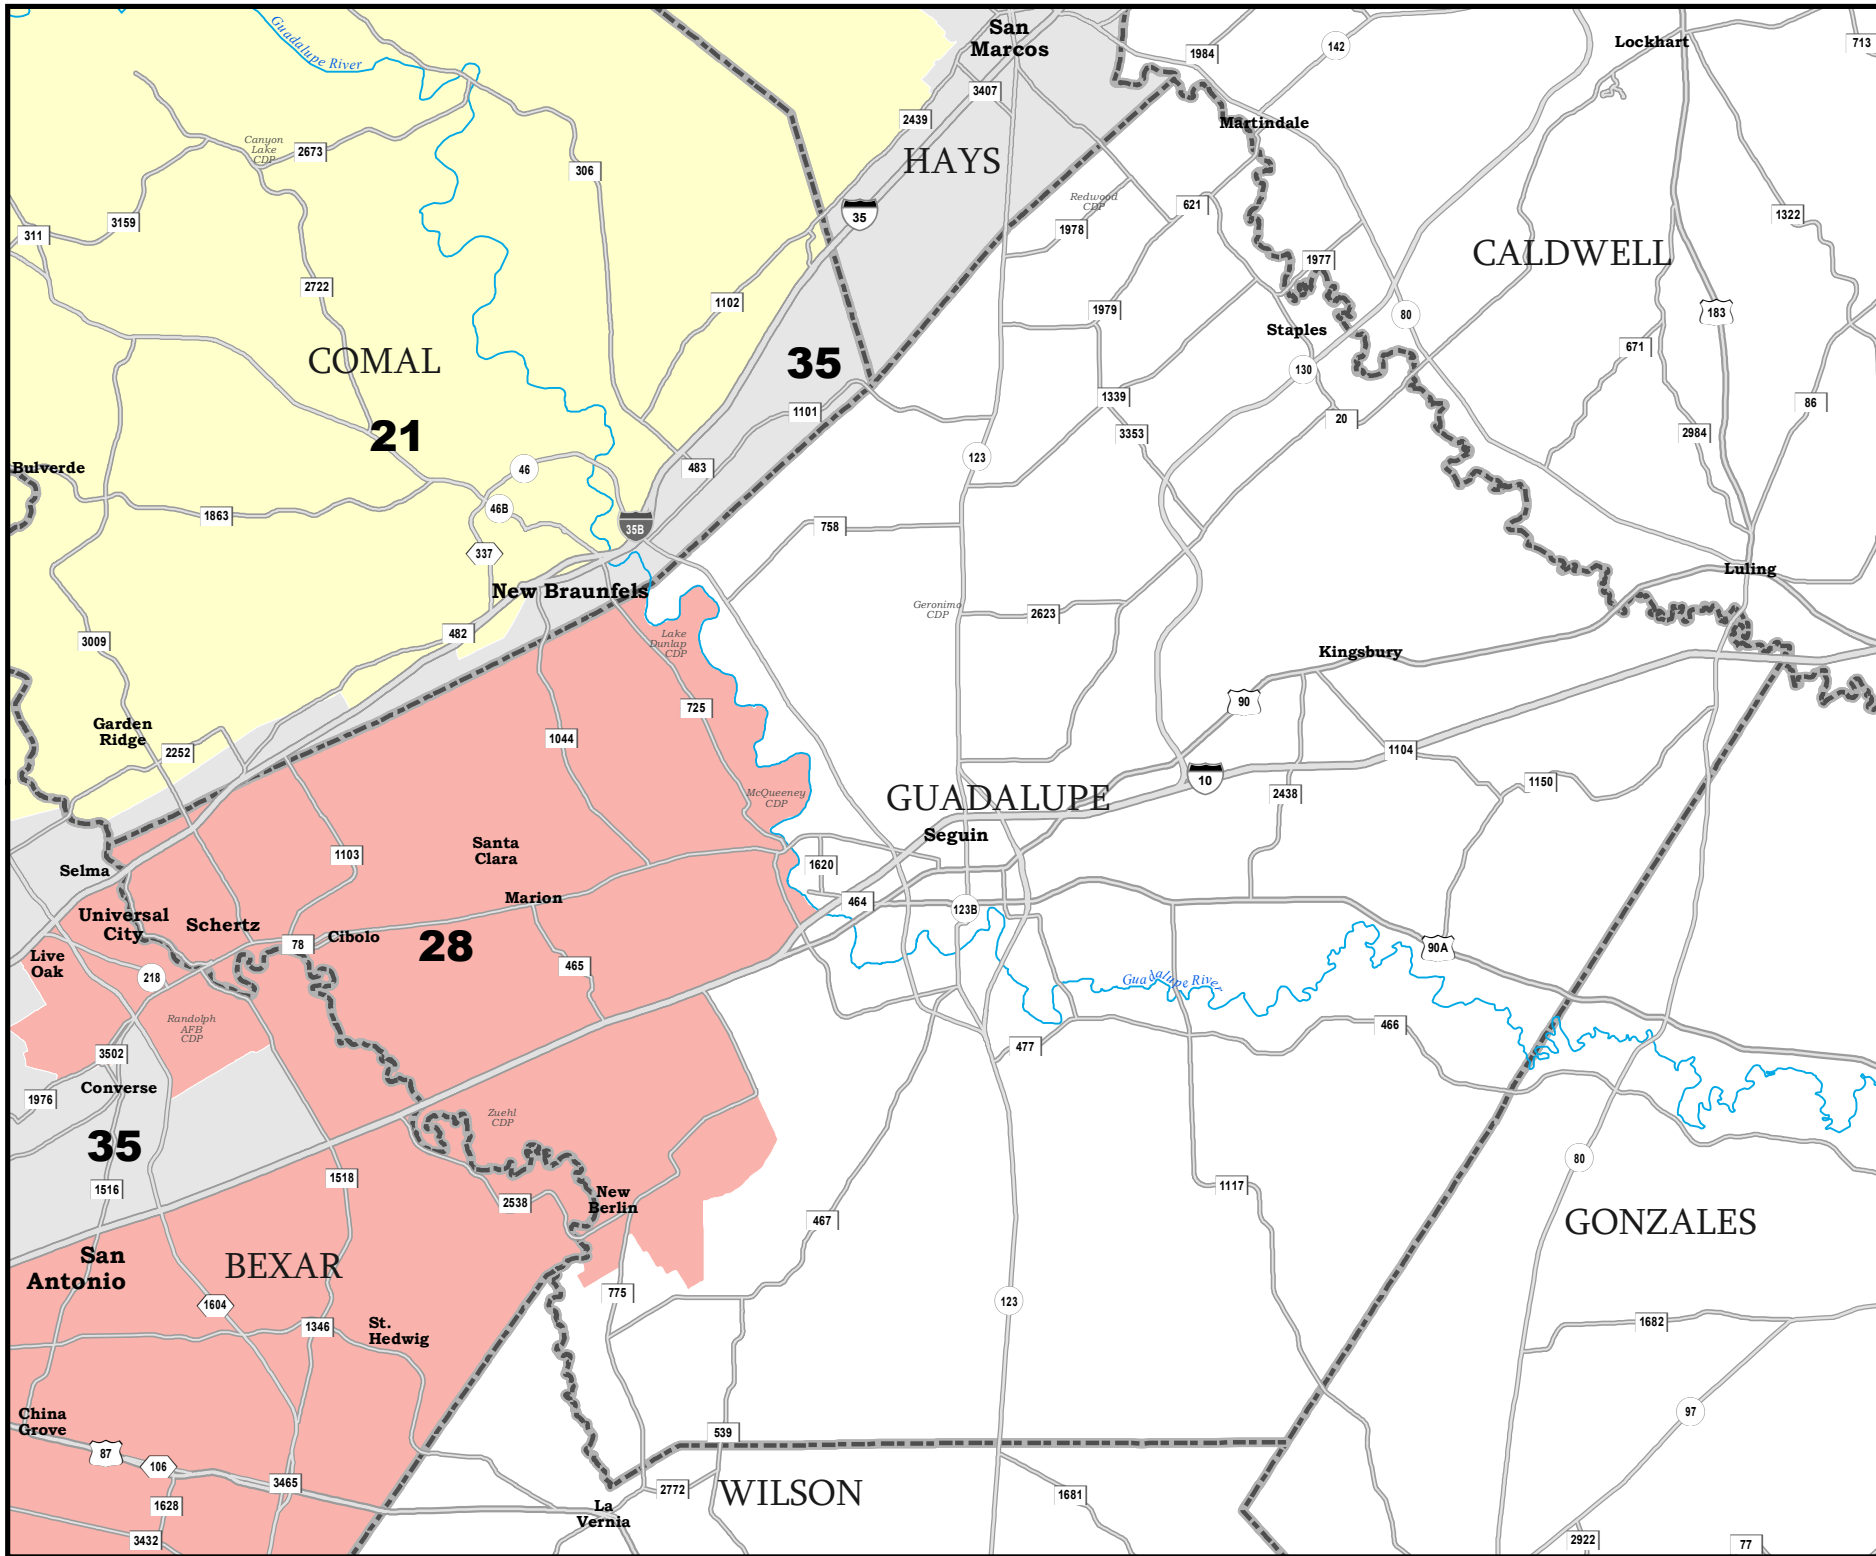 San
Marcos
Guadalupe River
1984
142
Lockhart
713
3407
2439
Martindale
Canyon
Lake
CDP
2673
306
HAYS
Redwood
CDP
621
1978
35
3159
311
1322
CALDWELL
1977
2722
1102
1979
80
183
Staples
COMAL
35
130
671
1339
86
1101
20
21
3353
2984
123
Bulverde
46
483
46B
1863
35B
758
337
New Braunfels
Luling
Geronimo
CDP
2623
482
3009
Lake
Dunlap
CDP
Kingsbury
90
725
Garden
Ridge
2252
1044
1104
10
1150
McQueeney
CDP
GUADALUPE
2438
Seguin
Santa
Clara
1103
Selma
1620
Marion
464
123B
Universal
City
Schertz
Cibolo
78
28
90A
Live
Oak
218
465
Guadalupe River
Randolph
AFB
CDP
466
477
3502
Converse
1976
Zuehl
CDP
35
80
1518
1516
1117
2538
New
Berlin
467
GONZALES
San
Antonio
BEXAR
775
1604
123
1346
St.
Hedwig
1682
China
Grove
97
539
87
106
3465
2772
WILSON
1681
1628
La
Vernia
3432
2922
77